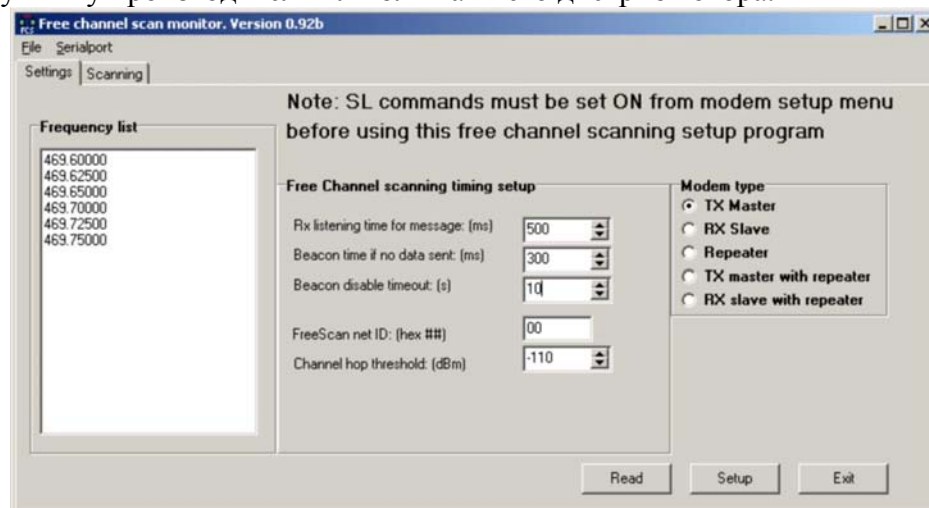 Free channel scan monitor. Version 0.92b
File Serialport
Settings Scanning
Note: SL commands must be set ON from modem setup menu
before using this free channel scanning setup program
Frequency list
469.60000
469.62500
469.65000
469.70000
469.72500
469.75000
Free Channel scanning timing setup
Rx listening time for message: (ms) 500
Beacon time if no data sent: (ms) 300
Beacon disable timeout: (s) 10
FreeScan net ID: (hex ##) 00
Channel hop threshold: (dBm) -110
Modem type
TX Master
RX Slave
Repeater
TX master with repeater
RX slave with repeater
Read Setup Exit